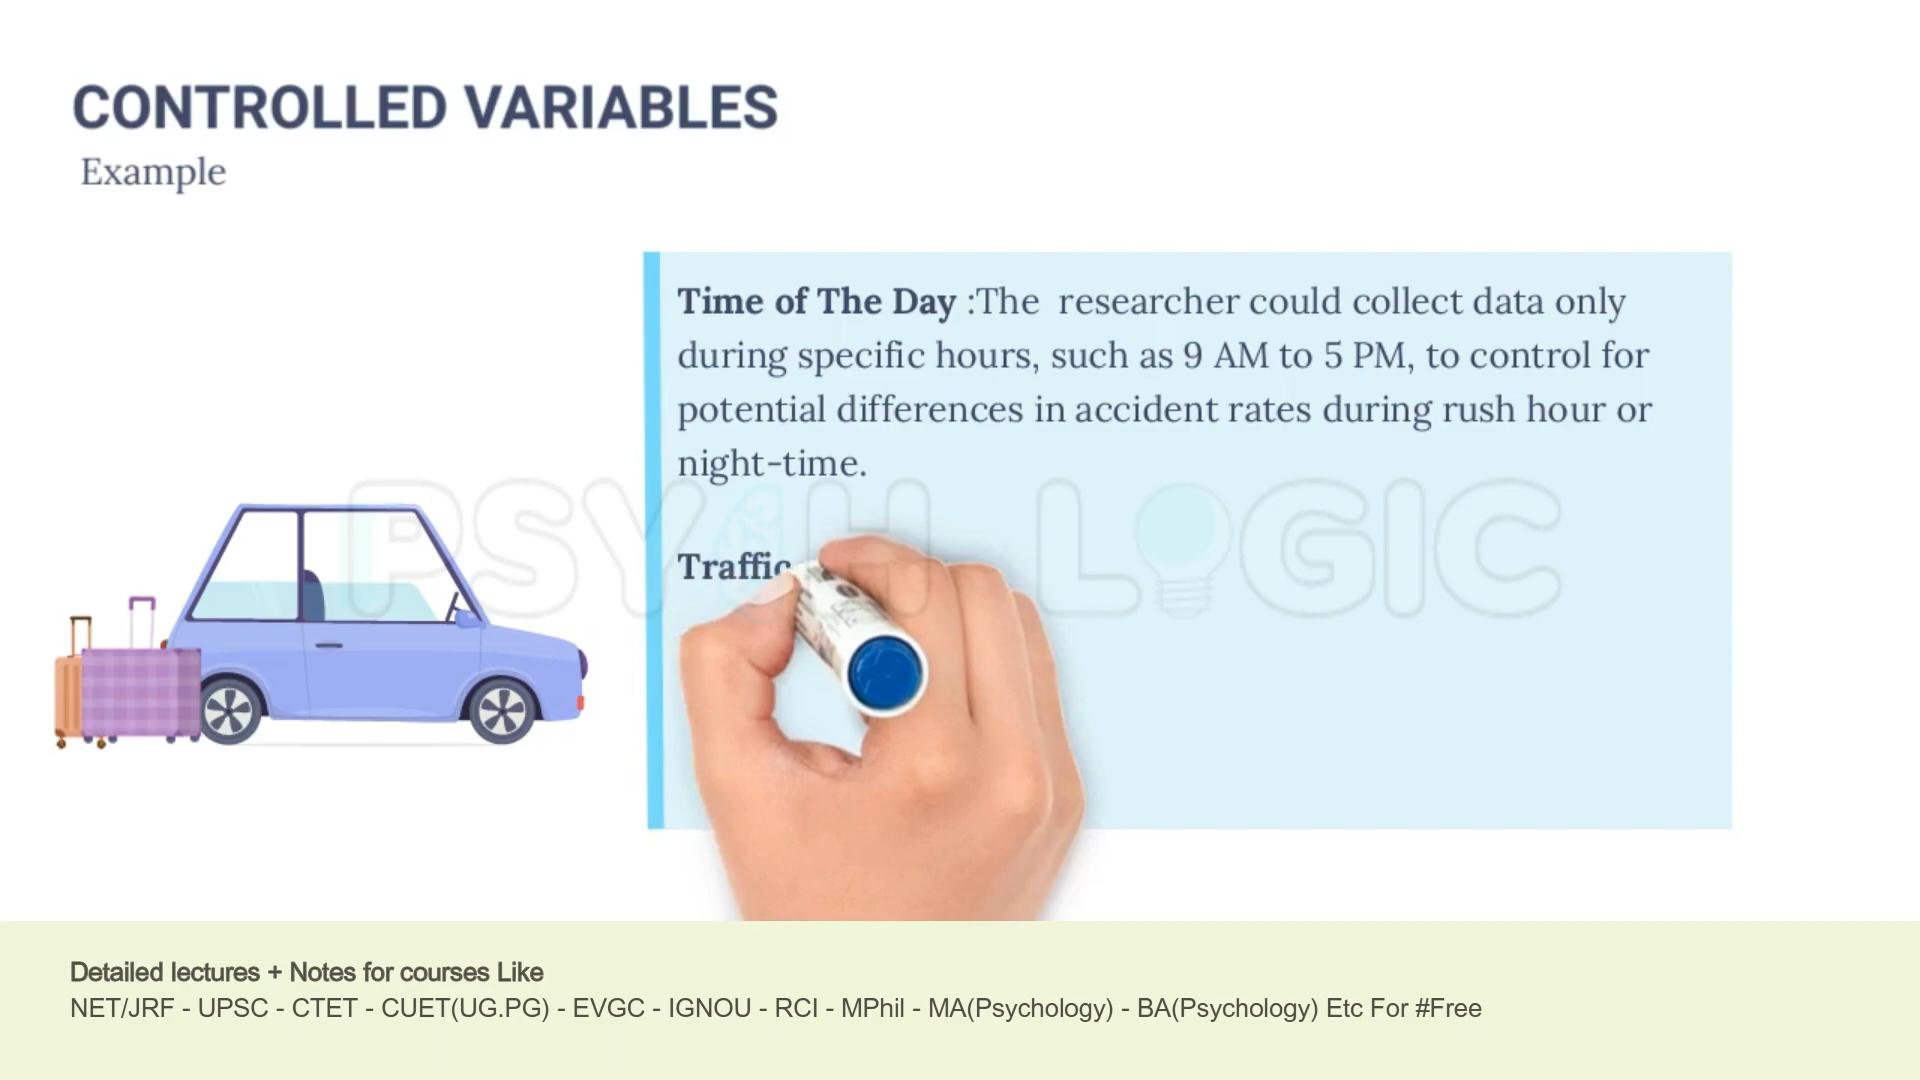 CONTROLLED VARIABLES
Example
Time of The Day :The researcher could collect data only
during specific hours, such as 9 AM to 5 PM, to control for
potential differences in accident rates during rush hour or
night-time.
PSYCH LOGIC
Traffic
Detailed lectures + Notes for courses Like
NET/JRF - UPSC - CTET - CUET(UG.PG) - EVGC - IGNOU - RCI - MPhil - MA(Psychology) - BA(Psychology) Etc For #Free